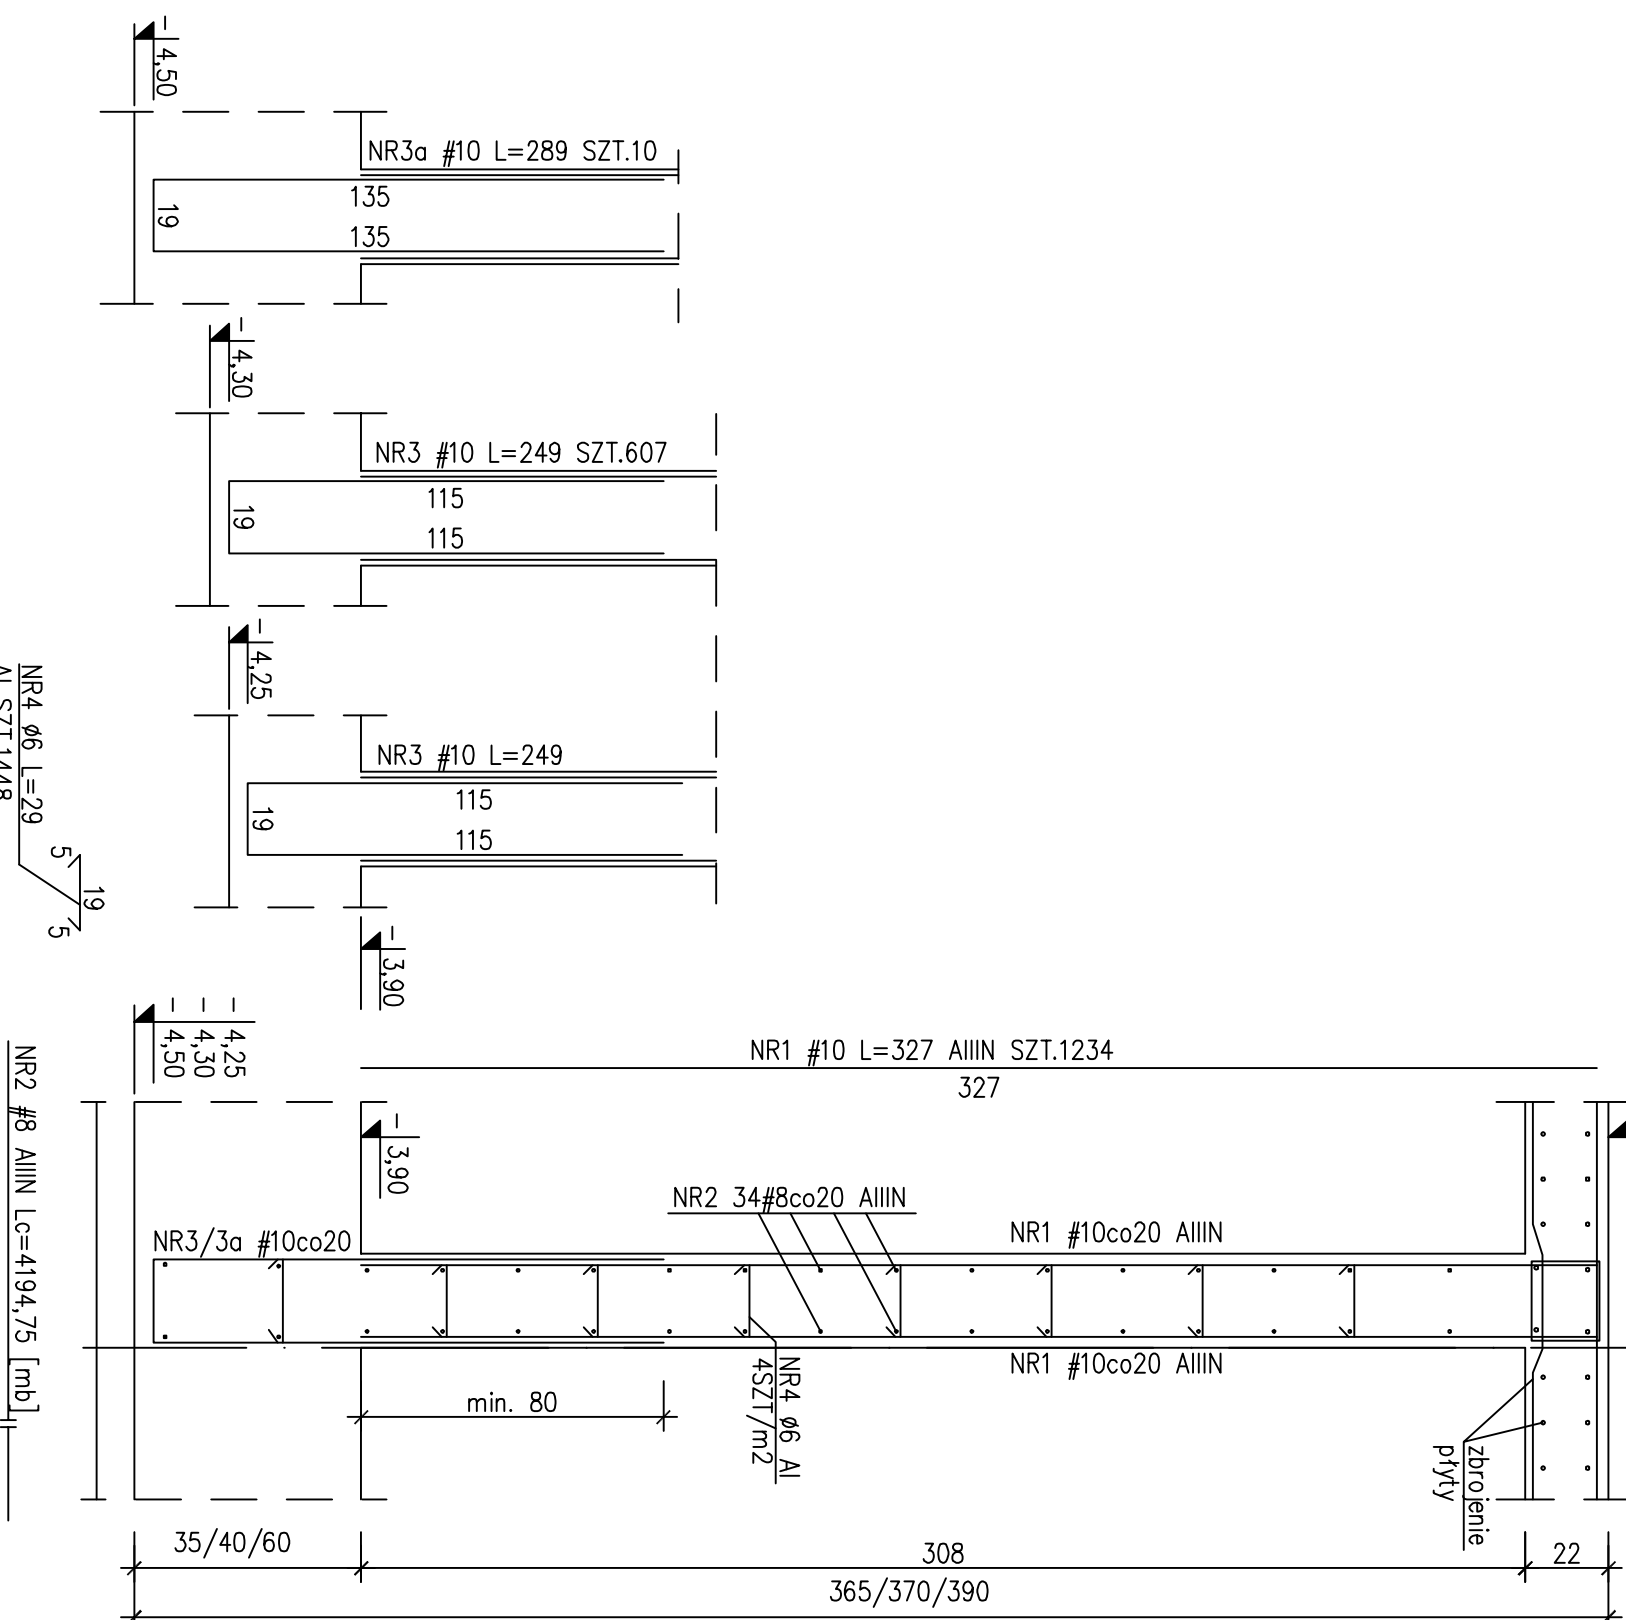 -4,50
NR3a #10 L=289 SZT.10
135
19
135
-4,30
NR3 #10 L=249 SZT.607
115
19
115
-4,25
NR3 #10 L=249
115
19
115
-3,90
NR4 ø6 L=29
AI SZT.1448
5
19
5
-4,25
-4,30
-4,50
NR1 #10 L=327 AIIIN SZT.1234
327
-3,90
NR2 #8 AIIIN Lc=4194,75 [mb]
NR2 34#8co20 AIIIN
NR3/3a #10co20
NR1 #10co20 AIIIN
NR1 #10co20 AIIIN
NR4 ø6 AI
4SZT/m2
min. 80
zbrojenie
płyty
35/40/60
308
22
365/370/390